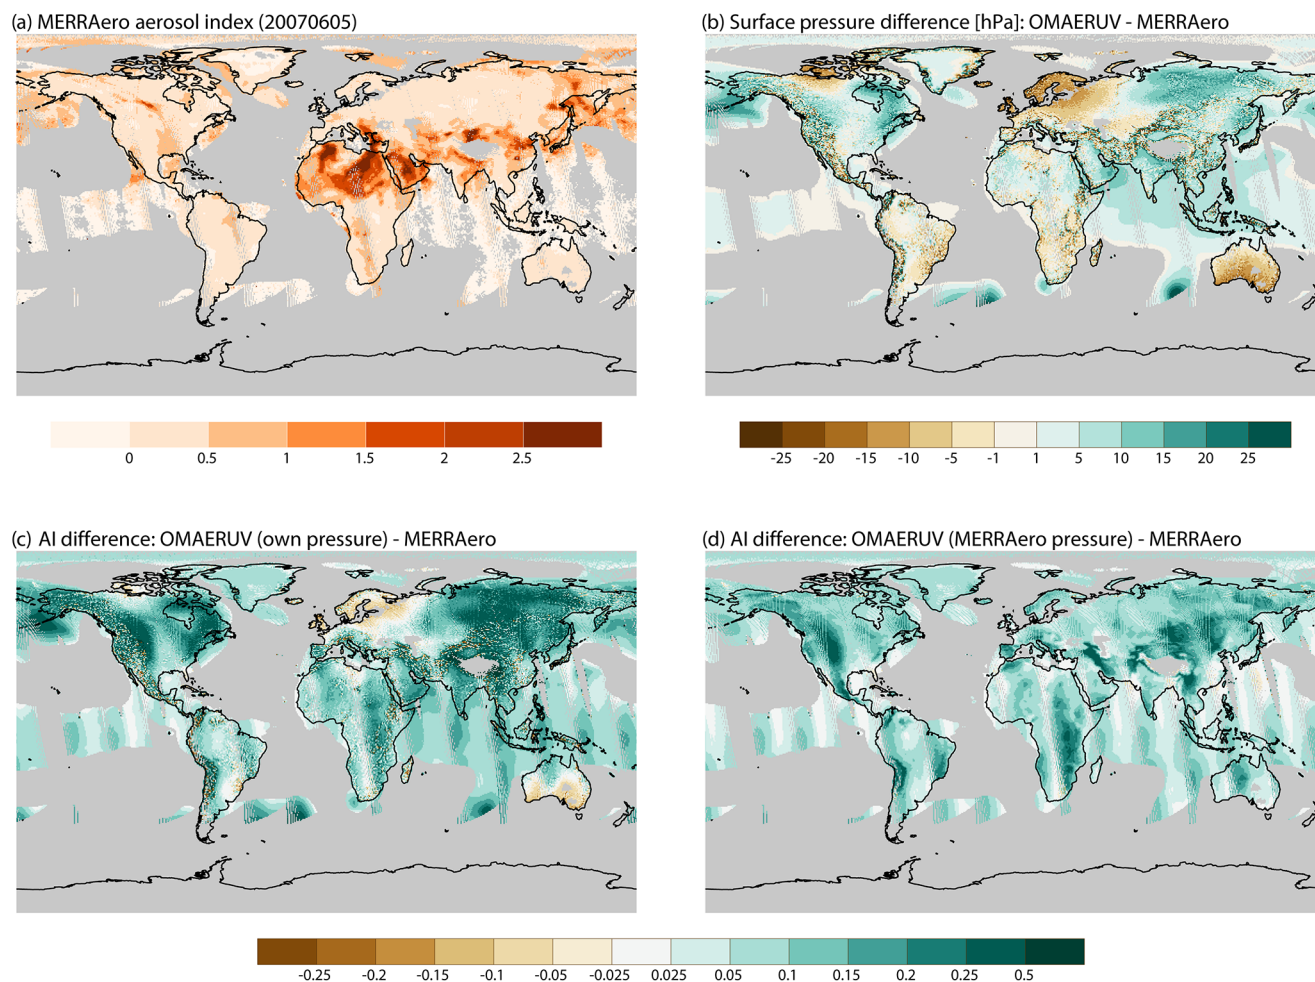 (a) MERRAero aerosol index (20070605)
(b) Surface pressure difference [hPa]: OMAERUV - MERRAero
0 0.5 1 1.5 2 2.5
-25 -20 -15 -10 -5 -1 1 5 10 15 20 25
(c) AI difference: OMAERUV (own pressure) - MERRAero
(d) AI difference: OMAERUV (MERRAero pressure) - MERRAero
-0.25 -0.2 -0.15 -0.1 -0.05 -0.025 0.025 0.05 0.1 0.15 0.2 0.25 0.5